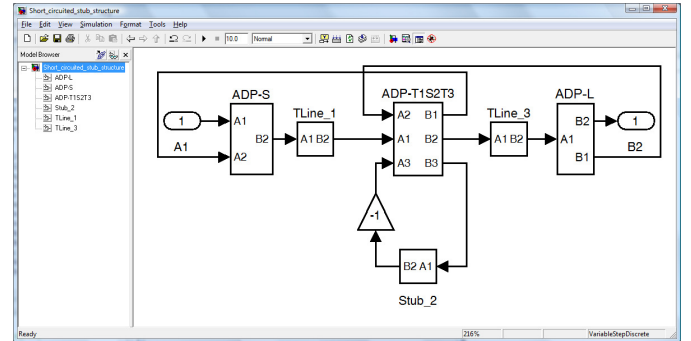 Short_circuited_stub_structure
File Edit View Simulation Format Tools Help
10.0 Normal
Model Browser
Short_circuited_stub_structure
ADP-L
ADP-S
ADP-T1S2T3
Stub_2
TLine_1
TLine_3
ADP-S TLine_1 ADP-T1S2T3 TLine_3 ADP-L
1 A1 B2 A2
A1
A1 B2
A2 B1
A1 B2
A3 B3
A1 B2
A1 B2 B1
1
B2
-1
B2 A1
Stub_2
Ready 216% VariableStepDiscrete